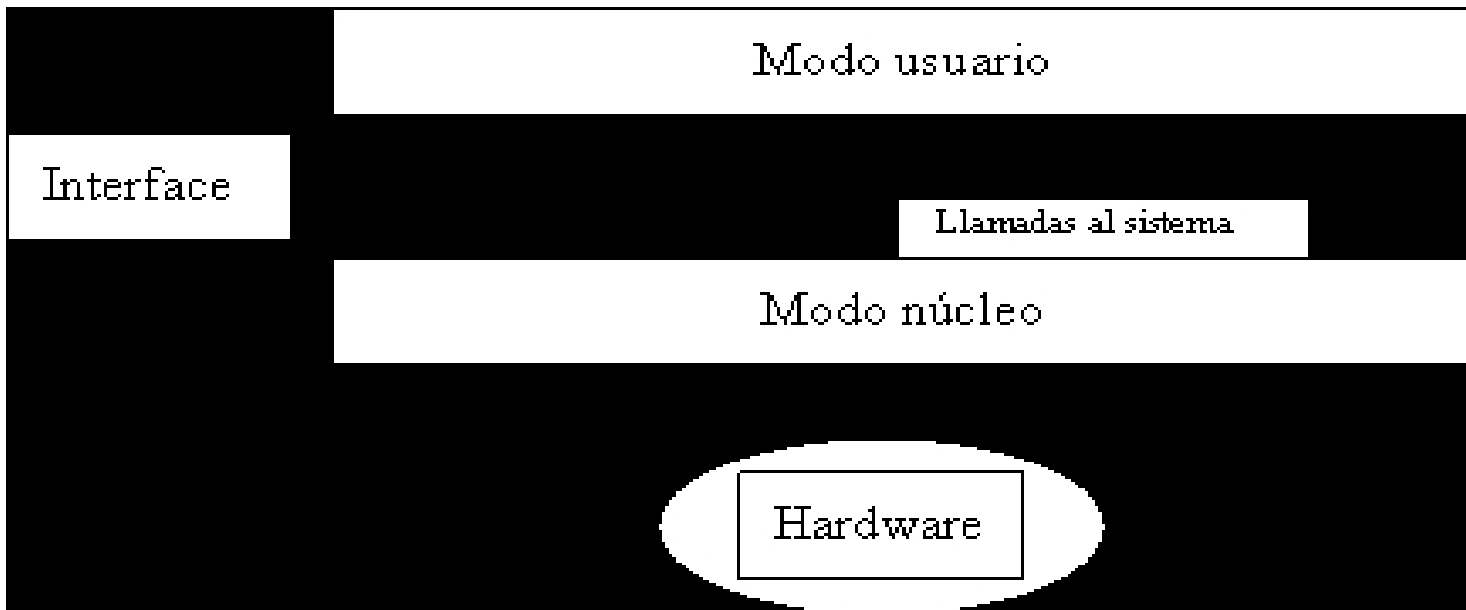 Modo usuario
Interface
Llamadas al sistema
Modo núcleo
Hardware